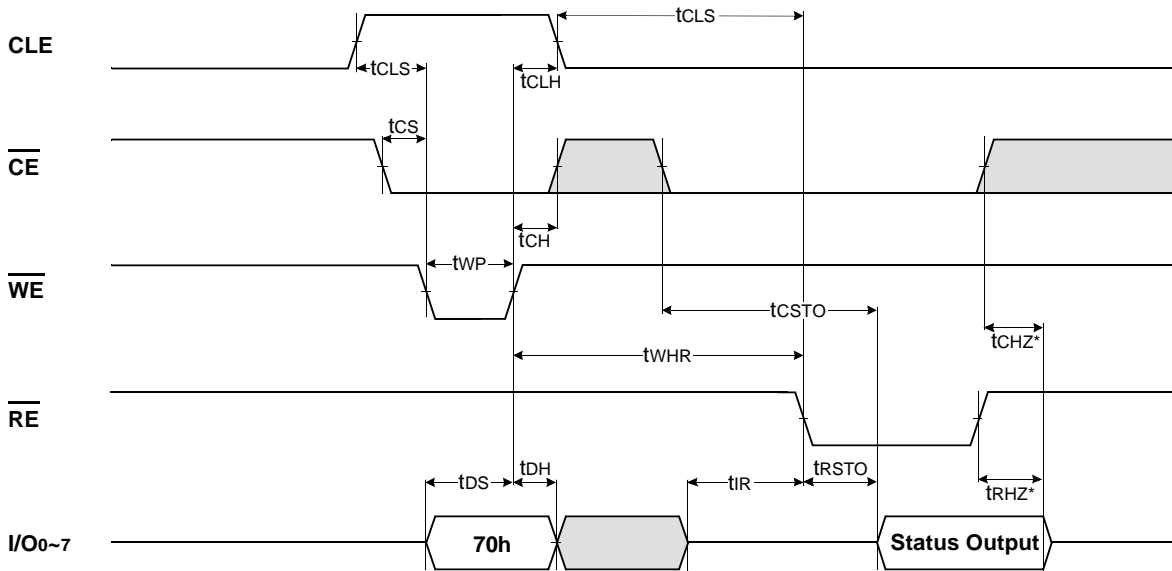 CLE
tCLS
tCLS
tCLH
CE
tCS
tCH
WE
tWP
tCSTO
tCHZ*
tWHR
RE
tDS
tDH
tIR
tRSTO
tRHZ*
I/O0~7
70h
Status Output